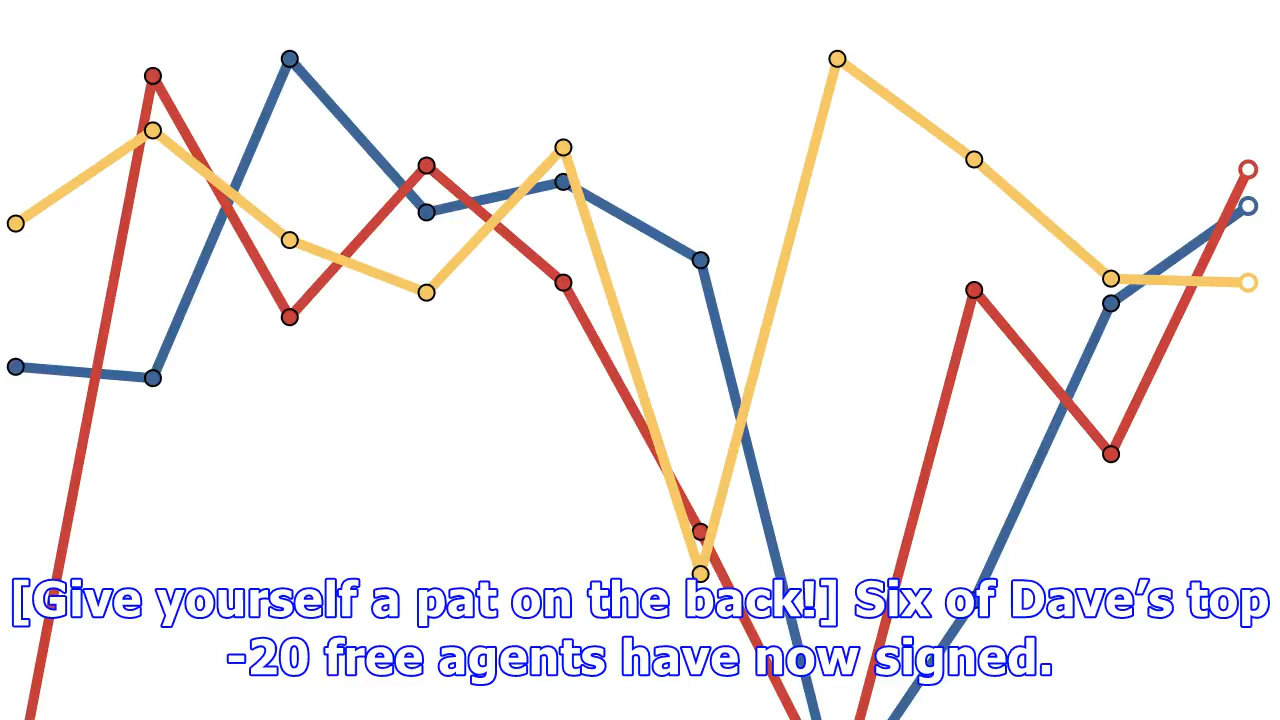 [Give yourself a pat on the back!] Six of Dave’s top
-20 free agents have now signed.